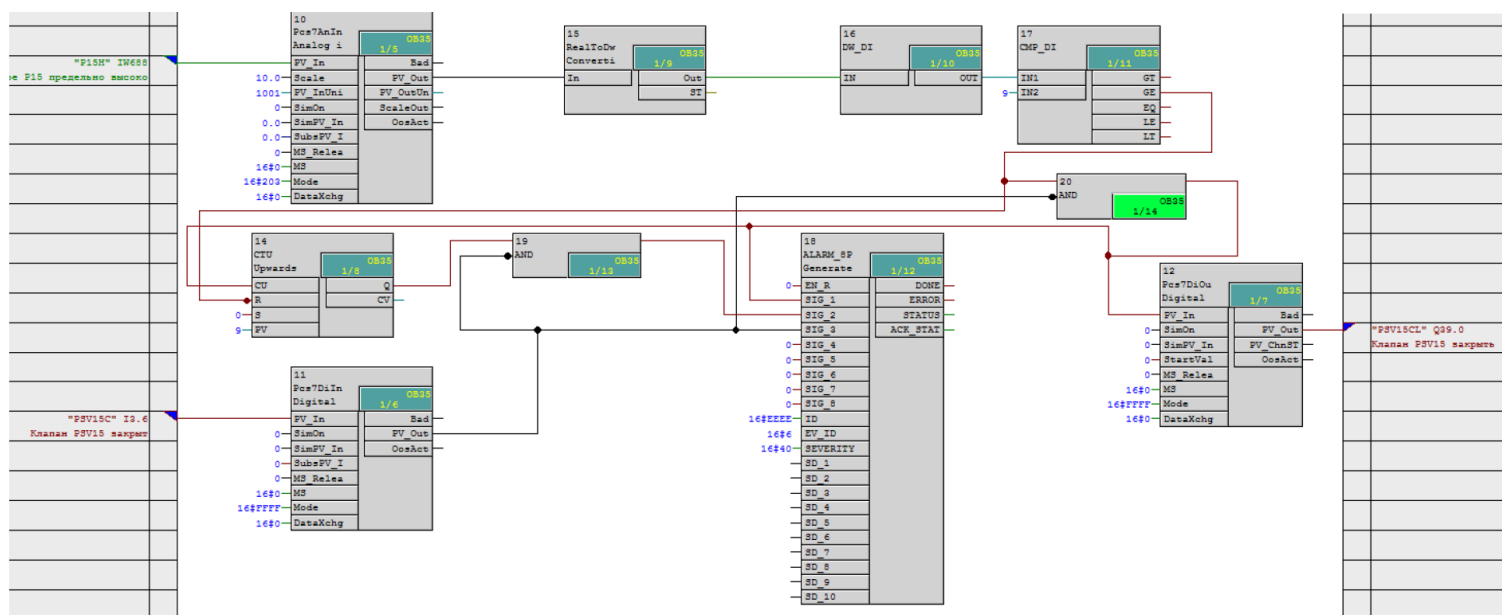 "P15H" IW688
е P15 предельно высоко
10
Pcs7AnIn
Analog i
OB35
1/5
PV_In
Bad
10.0
Scale
PV_Out
1001
PV_InUni
PV_OutUn
0
SimOn
ScaleOut
0.0
SimPV_In
OosAct
0.0
SubsPV_I
0
MS_Relea
16#0
MS
16#203
Mode
16#0
DataXchg
15
RealToDw
Converti
OB35
1/9
In
Out
ST
16
DW_DI
OB35
1/10
IN
OUT
17
CMP_DI
OB35
1/11
IN1
GT
9
IN2
GE
EQ
LE
LT
20
AND
OB35
1/14
14
CTU
Upwards
OB35
1/8
CU
Q
R
CV
0
S
9
PV
19
AND
OB35
1/13
18
ALARM_8P
Generate
OB35
1/12
0
EN_R
DONE
SIG_1
ERROR
SIG_2
STATUS
SIG_3
ACK_STAT
0
SIG_4
0
SIG_5
0
SIG_6
0
SIG_7
0
SIG_8
16#EEEE
ID
16#6
EV_ID
16#40
SEVERITY
SD_1
SD_2
SD_3
SD_4
SD_5
SD_6
SD_7
SD_8
SD_9
SD_10
12
Pcs7DiOu
Digital
OB35
1/7
PV_In
Bad
0
SimOn
PV_Out
0
SimPV_In
PV_ChnST
0
StartVal
OosAct
0
MS_Relea
16#0
MS
16#FFFF
Mode
16#0
DataXchg
"PSV15CL" Q39.0
Клапан PSV15 закрыть
11
Pcs7DiIn
Digital
OB35
1/6
"PSV15C" I3.6
Клапан PSV15 закрыт
PV_In
Bad
0
SimOn
PV_Out
0
SimPV_In
OosAct
0
SubsPV_I
0
MS_Relea
16#0
MS
16#FFFF
Mode
16#0
DataXchg